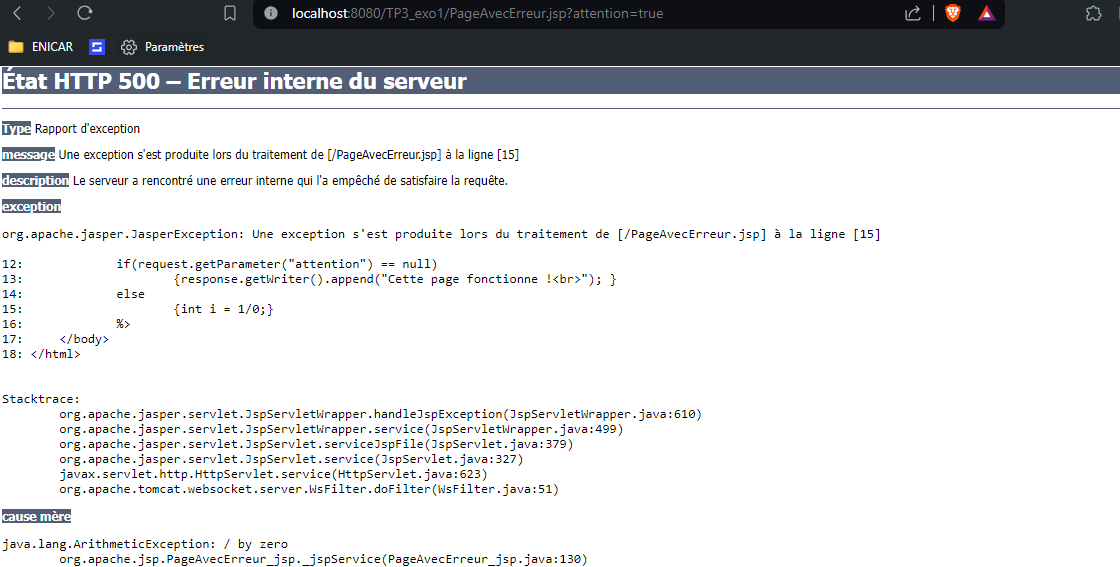 localhost:8080/TP3_exo1/PageAvecErreur.jsp?attention=true
ENICAR Paramètres
État HTTP 500 – Erreur interne du serveur
Type Rapport d'exception
message Une exception s'est produite lors du traitement de [/PageAvecErreur.jsp] à la ligne [15]
description Le serveur a rencontré une erreur interne qui l'a empêché de satisfaire la requête.
exception
org.apache.jasper.JasperException: Une exception s'est produite lors du traitement de [/PageAvecErreur.jsp] à la ligne [15]
12: if(request.getParameter("attention") == null)
13: {response.getWriter().append("Cette page fonctionne !<br>"); }
14: else
15: {int i = 1/0;}
16: %>
17: </body>
18: </html>
Stacktrace:
org.apache.jasper.servlet.JspServletWrapper.handleJspException(JspServletWrapper.java:610)
org.apache.jasper.servlet.JspServletWrapper.service(JspServletWrapper.java:499)
org.apache.jasper.servlet.JspServlet.serviceJspFile(JspServlet.java:379)
org.apache.jasper.servlet.JspServlet.service(JspServlet.java:327)
javax.servlet.http.HttpServlet.service(HttpServlet.java:623)
org.apache.tomcat.websocket.server.WsFilter.doFilter(WsFilter.java:51)
cause mère
java.lang.ArithmeticException: / by zero
org.apache.jsp.PageAvecErreur_jsp._jspService(PageAvecErreur_jsp.java:130)